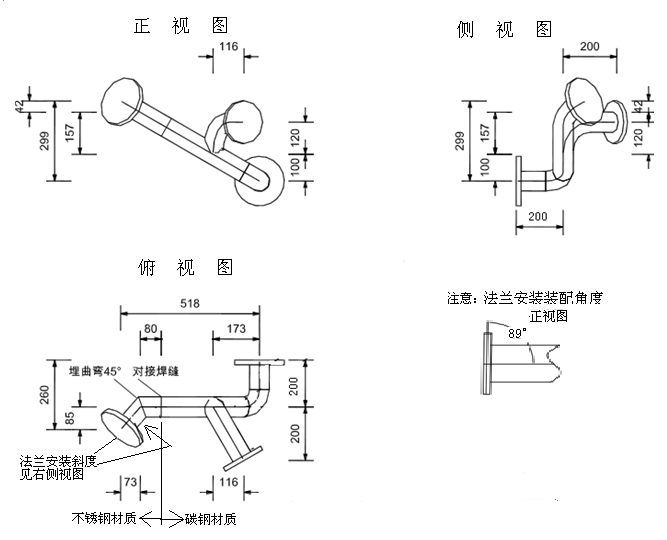 正 视 图
116
42
299
157
120
100
侧 视 图
200
299
157
100
42
120
200
俯 视 图
518
80
173
埋曲弯45°
对接焊缝
260
85
200
200
法兰安装斜度
见右侧视图
73
116
不锈钢材质
碳钢材质
注意：法兰安装装配角度
正视图
89°